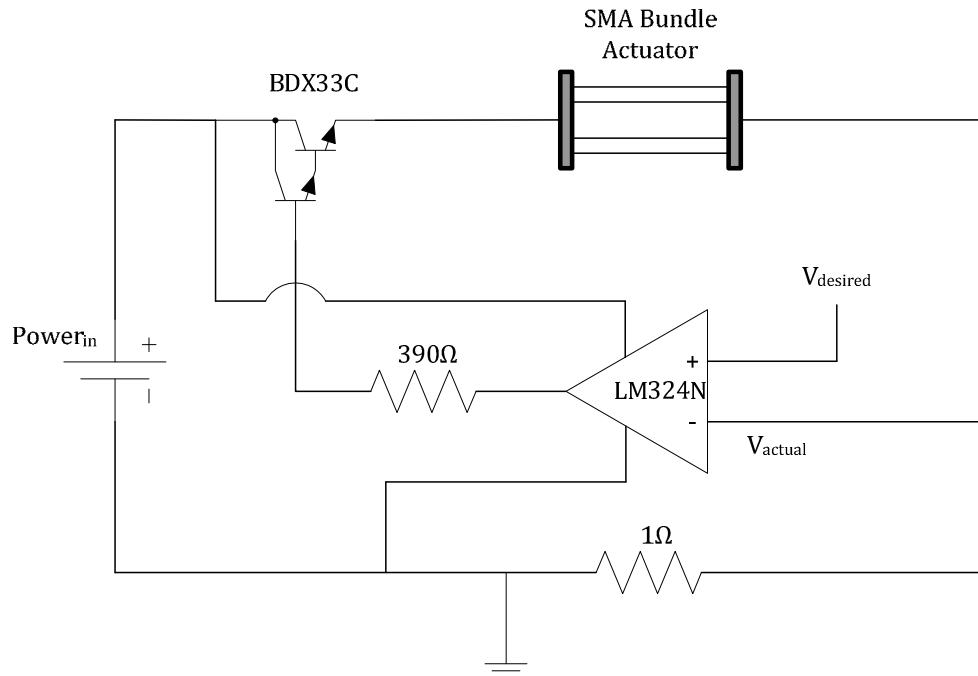 SMA Bundle
Actuator
BDX33C
Vdesired
Powerin
+
390Ω
+
LM324N
-
Vactual
1Ω